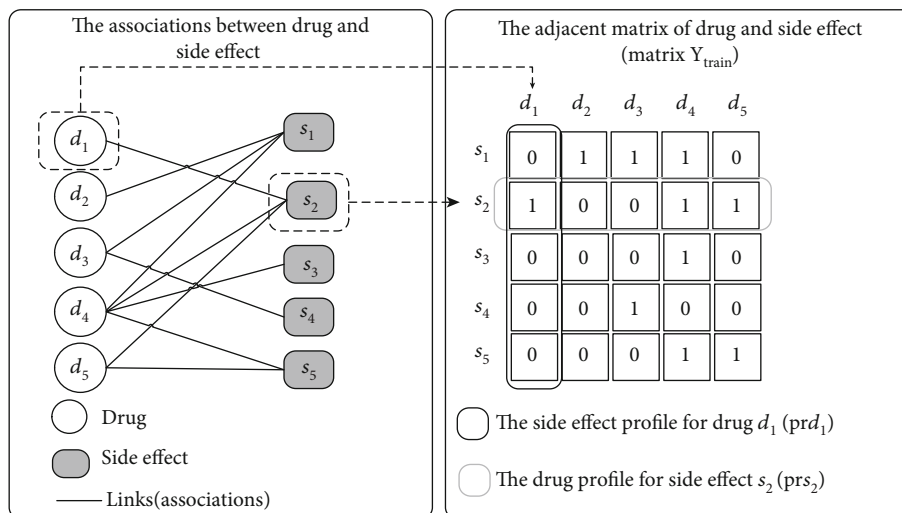 The associations between drug and
side effect
d₁
d₂
d₃
d₄
d₅
s₁
s₂
s₃
s₄
s₅
Drug
Side effect
Links(associations)
The adjacent matrix of drug and side effect
(matrix Y_train)
d₁ d₂ d₃ d₄ d₅
s₁ 0 1 1 1 0
s₂ 1 0 0 1 1
s₃ 0 0 0 1 0
s₄ 0 0 1 0 0
s₅ 0 0 0 1 1
The side effect profile for drug d₁ (prd₁)
The drug profile for side effect s₂ (prs₂)